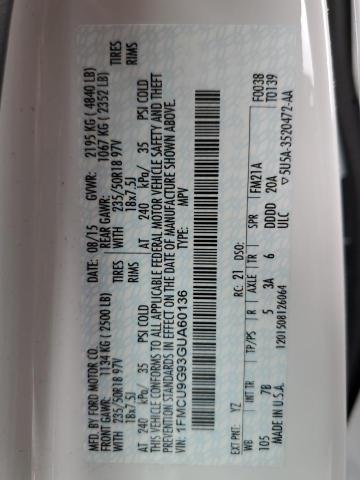 MFD. BY FORD MOTOR CO. DATE: 08/15 GVWR: 2195 KG ( 4840 LB)
FRONT GAWR: 1134 KG ( 2500 LB) REAR GAWR: 1067 KG ( 2352 LB)
WITH 235/50R18 97V TIRES WITH 235/50R18 97V TIRES
18x7.5J RIMS 18x7.5J RIMS
AT 240 kPa/ 35 PSI COLD AT 240 kPa/ 35 PSI COLD
THIS VEHICLE CONFORMS TO ALL APPLICABLE FEDERAL MOTOR VEHICLE SAFETY AND THEFT
PREVENTION STANDARDS IN EFFECT ON THE DATE OF MANUFACTURE SHOWN ABOVE.
VIN: 1FMCU9G93GUA60136 TYPE: MPV
F0038
T0139
EXT PNT: YZ RC: 21 DSO: FM21A
WB INT TR TP/PS R AXLE TR SPR
105 7B 5 3A 6 DDDD 20A
MADE IN U.S.A. ULC
1201508126064 ▽5U5A-3520472-AA